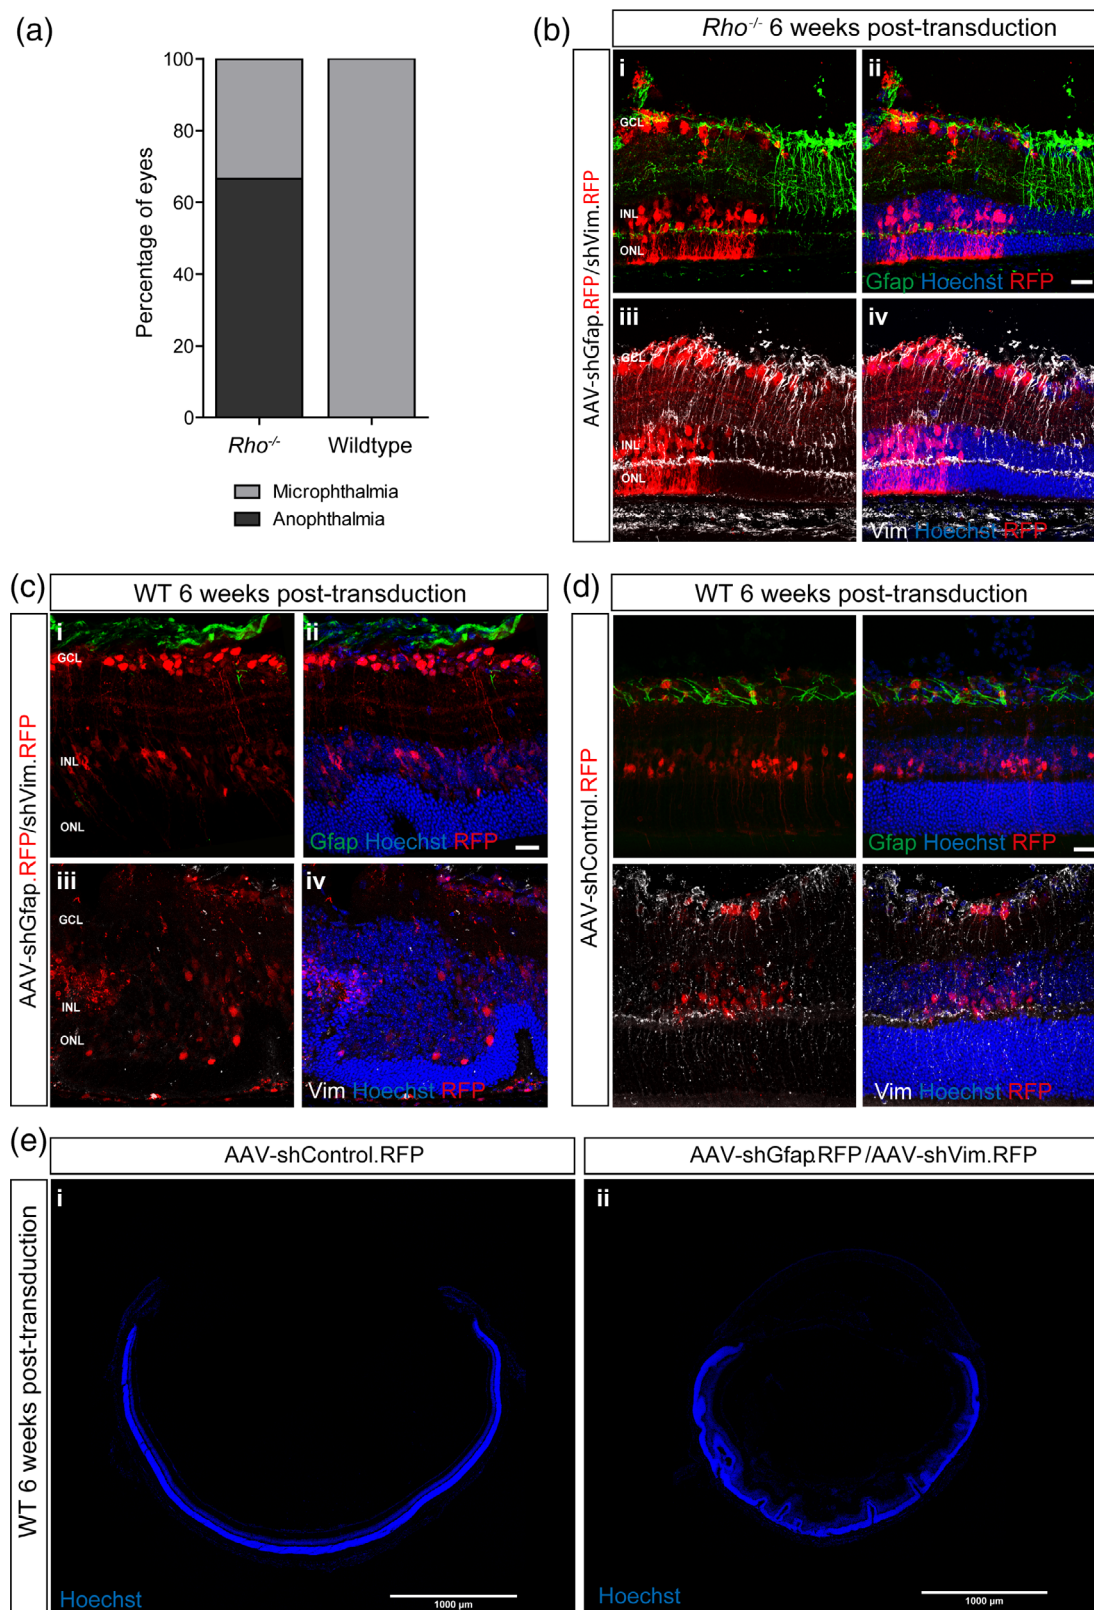 (a)
100
80
60
40
20
0
Percentage of eyes
Rho-/-
Wildtype
Microphthalmia
Anophthalmia
(b)
Rho-/- 6 weeks post-transduction
AAV-shGfap.RFP/shVim.RFP
i
GCL
INL
ONL
ii
Gfap Hoechst RFP
iii
GCL
INL
ONL
iv
Vim Hoechst RFP
(c)
WT 6 weeks post-transduction
AAV-shGfap.RFP/shVim.RFP
i
GCL
INL
ONL
ii
Gfap Hoechst RFP
iii
GCL
INL
ONL
iv
Vim Hoechst RFP
(d)
WT 6 weeks post-transduction
AAV-shControl.RFP
Gfap Hoechst RFP
Vim Hoechst RFP
(e)
AAV-shControl.RFP
AAV-shGfap.RFP/AAV-shVim.RFP
WT 6 weeks post-transduction
i
Hoechst
1000 µm
ii
Hoechst
1000 µm